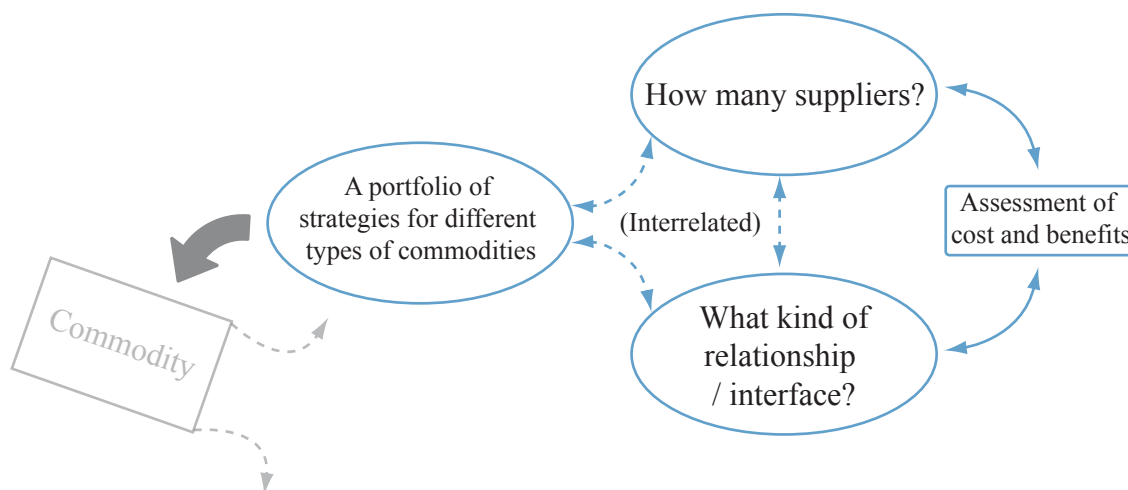 How many suppliers?
A portfolio of
strategies for different
types of commodities
(Interrelated)
Assessment of
cost and benefits
Commodity
What kind of
relationship
/ interface?